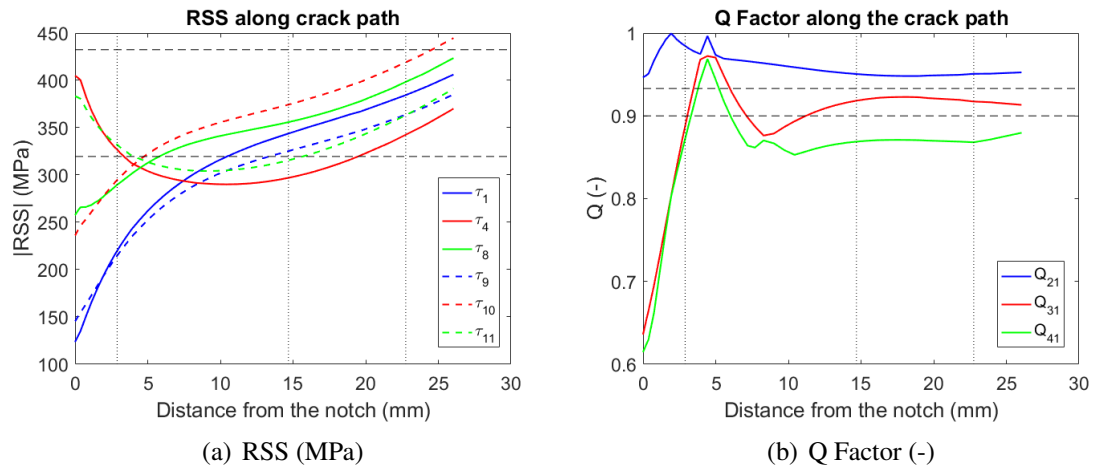 RSS along crack path
450
400
350
300
250
200
150
100
|RSS| (MPa)
0 5 10 15 20 25 30
Distance from the notch (mm)
τ1
τ4
τ8
τ9
τ10
τ11
(a) RSS (MPa)
Q Factor along the crack path
1
0.9
0.8
0.7
0.6
Q (-)
0 5 10 15 20 25 30
Distance from the notch (mm)
Q21
Q31
Q41
(b) Q Factor (-)